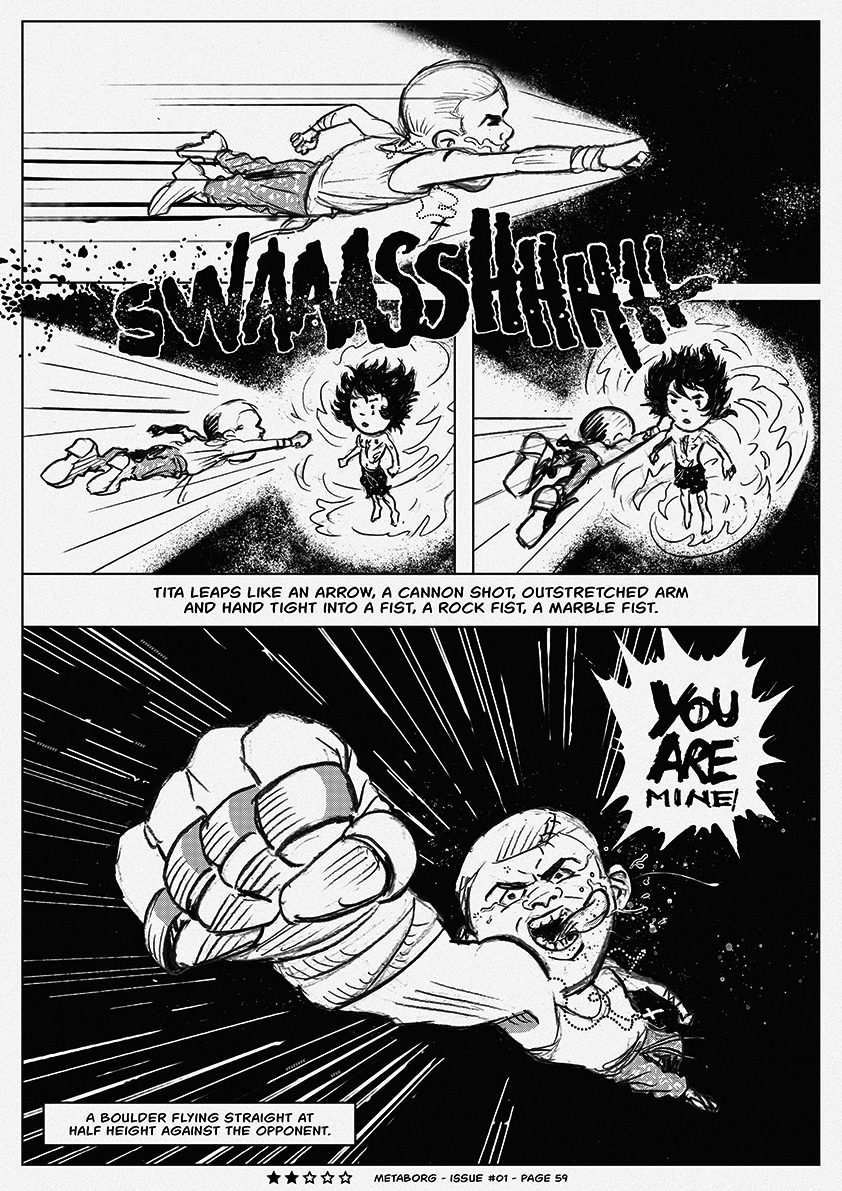 SWAAASSHHHH
TITA LEAPS LIKE AN ARROW, A CANNON SHOT, OUTSTRETCHED ARM
AND HAND TIGHT INTO A FIST, A ROCK FIST, A MARBLE FIST.
YOU
ARE
MINE!
A BOULDER FLYING STRAIGHT AT
HALF HEIGHT AGAINST THE OPPONENT.
METABORG - ISSUE #01 - PAGE 59